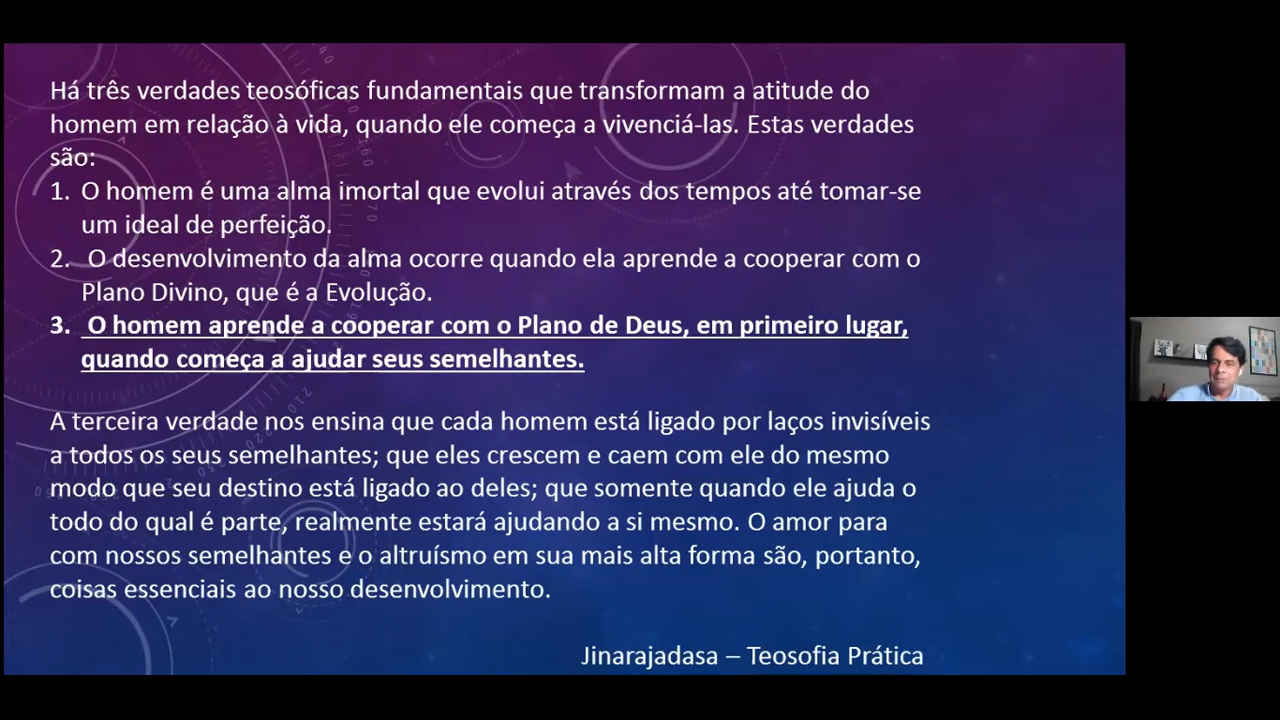 Há três verdades teosóficas fundamentais que transformam a atitude do
homem em relação à vida, quando ele começa a vivenciá-las. Estas verdades
são:
1. O homem é uma alma imortal que evolui através dos tempos até tomar-se
um ideal de perfeição.
2. O desenvolvimento da alma ocorre quando ela aprende a cooperar com o
Plano Divino, que é a Evolução.
3. O homem aprende a cooperar com o Plano de Deus, em primeiro lugar,
quando começa a ajudar seus semelhantes.
A terceira verdade nos ensina que cada homem está ligado por laços invisíveis
a todos os seus semelhantes; que eles crescem e caem com ele do mesmo
modo que seu destino está ligado ao deles; que somente quando ele ajuda o
todo do qual é parte, realmente estará ajudando a si mesmo. O amor para
com nossos semelhantes e o altruísmo em sua mais alta forma são, portanto,
coisas essenciais ao nosso desenvolvimento.
Jinarajadasa – Teosofia Prática